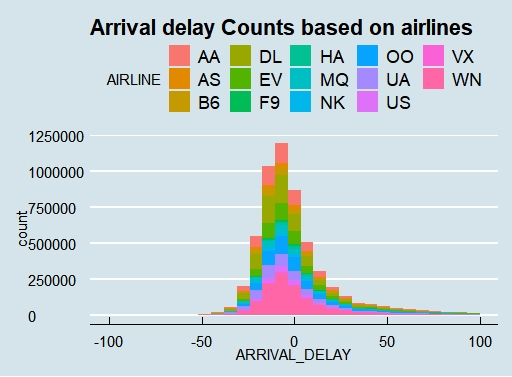 Arrival delay Counts based on airlines
AA DL HA OO VX
AIRLINE AS EV MQ UA WN
B6 F9 NK US
1250000
1000000
750000
500000
250000
0
count
-100 -50 0 50 100
ARRIVAL_DELAY